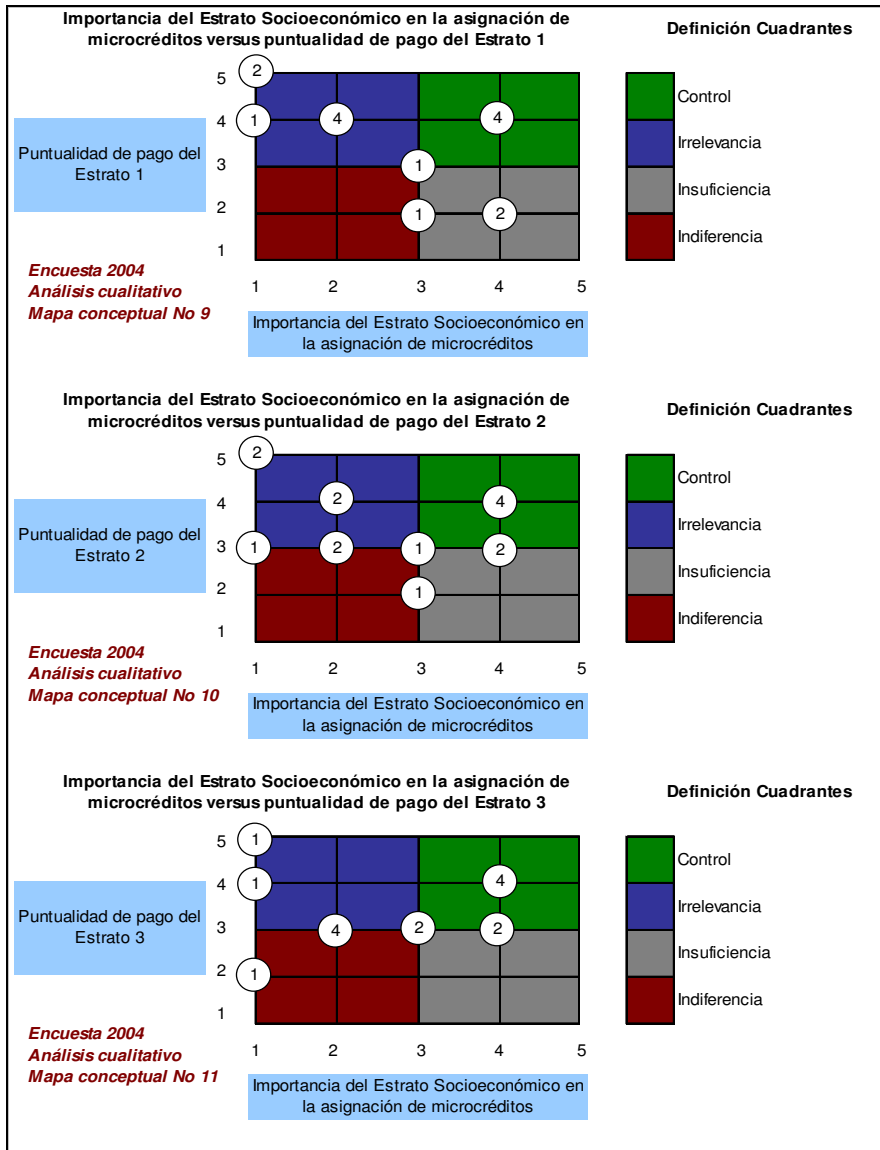 Importancia del Estrato Socioeconómico en la asignación de
microcréditos versus puntualidad de pago del Estrato 1
Definición Cuadrantes
5
4
3
2
1
2
1
4
4
1
1
2
Puntualidad de pago del
Estrato 1
Control
Irrelevancia
Insuficiencia
Indiferencia
1
2
3
4
5
Encuesta 2004
Análisis cualitativo
Mapa conceptual No 9
Importancia del Estrato Socioeconómico en
la asignación de microcréditos
Importancia del Estrato Socioeconómico en la asignación de
microcréditos versus puntualidad de pago del Estrato 2
Definición Cuadrantes
5
4
3
2
1
2
2
4
1
2
1
2
1
Puntualidad de pago del
Estrato 2
Control
Irrelevancia
Insuficiencia
Indiferencia
1
2
3
4
5
Encuesta 2004
Análisis cualitativo
Mapa conceptual No 10
Importancia del Estrato Socioeconómico en
la asignación de microcréditos
Importancia del Estrato Socioeconómico en la asignación de
microcréditos versus puntualidad de pago del Estrato 3
Definición Cuadrantes
5
4
3
2
1
1
1
4
4
2
2
1
Puntualidad de pago del
Estrato 3
Control
Irrelevancia
Insuficiencia
Indiferencia
1
2
3
4
5
Encuesta 2004
Análisis cualitativo
Mapa conceptual No 11
Importancia del Estrato Socioeconómico en
la asignación de microcréditos